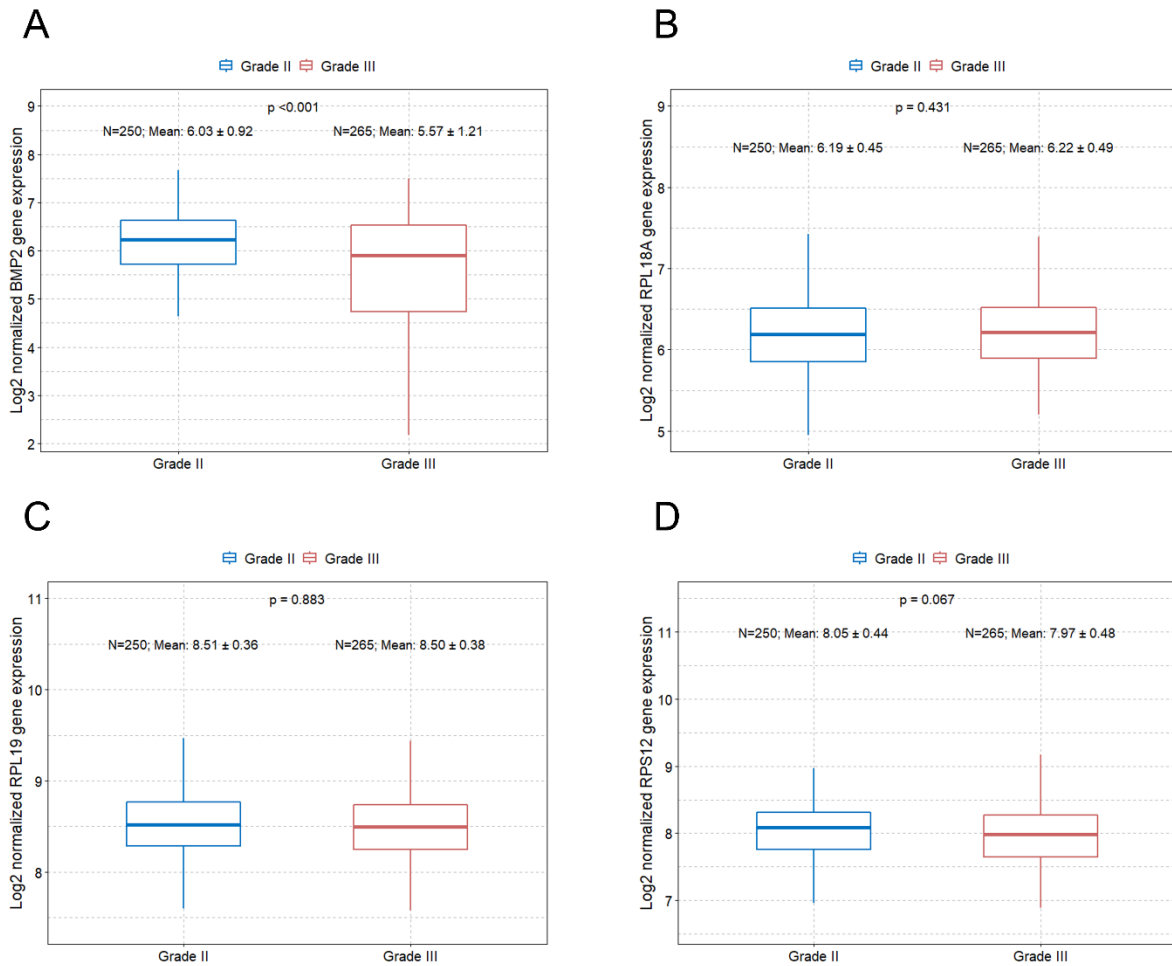 A
Grade II Grade III
Log2 normalized BMP2 gene expression
9
8
7
6
5
4
3
2
p <0.001
N=250; Mean: 6.03 ± 0.92 N=265; Mean: 5.57 ± 1.21
Grade II Grade III
B
Grade II Grade III
Log2 normalized RPL18A gene expression
9
8
7
6
5
p = 0.431
N=250; Mean: 6.19 ± 0.45 N=265; Mean: 6.22 ± 0.49
Grade II Grade III
C
Grade II Grade III
Log2 normalized RPL19 gene expression
11
10
9
8
p = 0.883
N=250; Mean: 8.51 ± 0.36 N=265; Mean: 8.50 ± 0.38
Grade II Grade III
D
Grade II Grade III
Log2 normalized RPS12 gene expression
11
10
9
8
7
p = 0.067
N=250; Mean: 8.05 ± 0.44 N=265; Mean: 7.97 ± 0.48
Grade II Grade III